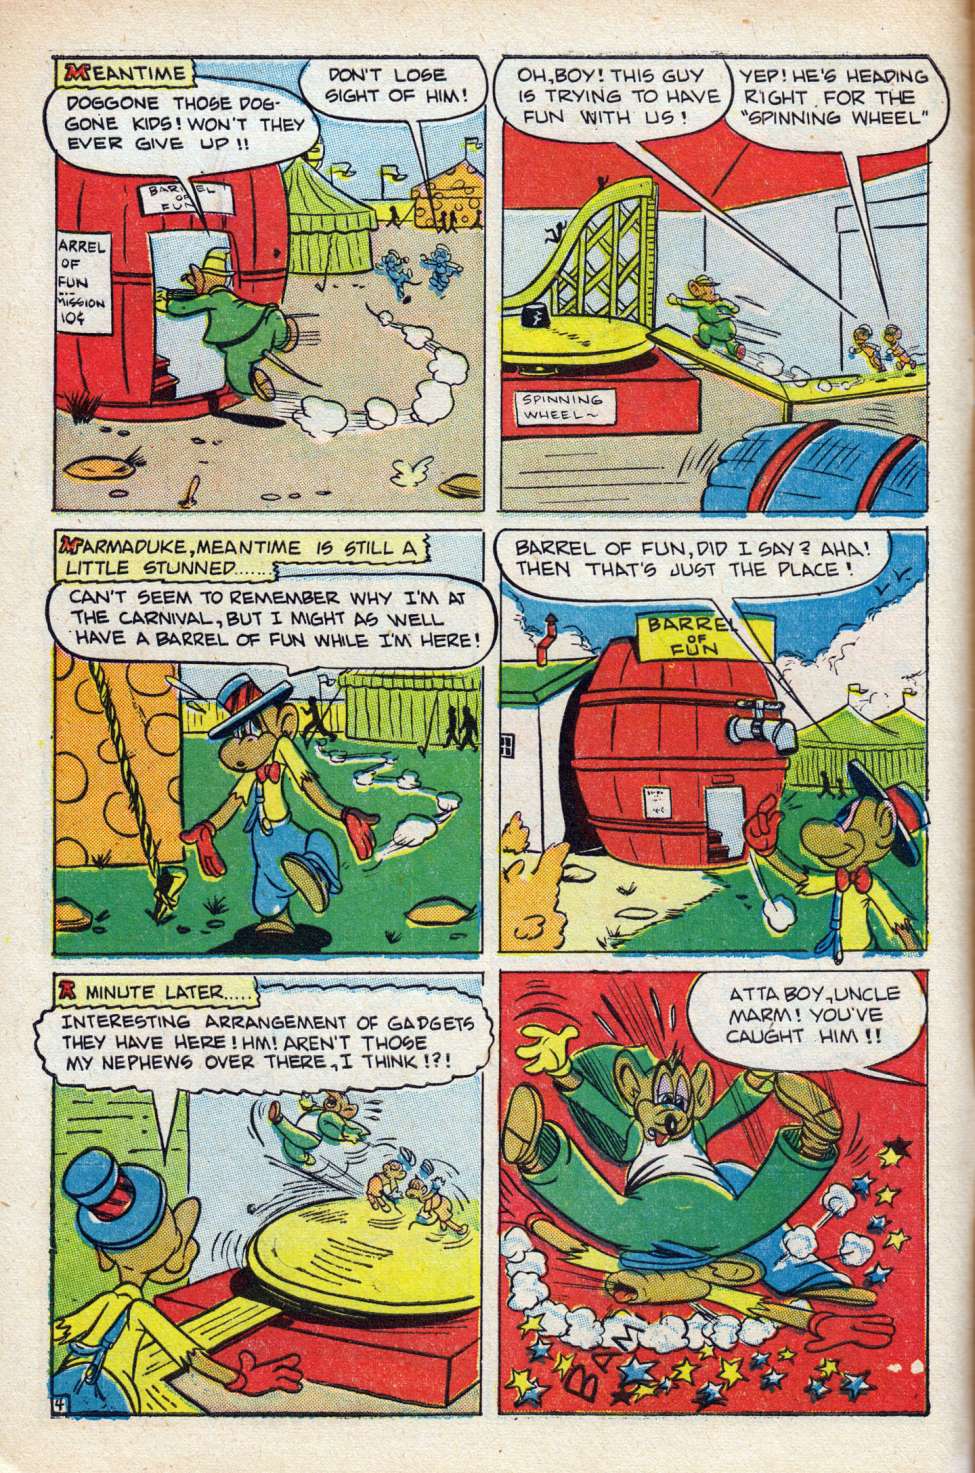 MEANTIME
DOGGONE THOSE DOG-
GONE KIDS! WON'T THEY
EVER GIVE UP!!
DON'T LOSE
SIGHT OF HIM!
BARREL
OF
FUN
ARREL
OF
FUN
...
MISSION
10¢
OH, BOY! THIS GUY
IS TRYING TO HAVE
FUN WITH US!
YEP! HE'S HEADING
RIGHT FOR THE
"SPINNING WHEEL"
SPINNING
WHEEL~
MARMADUKE, MEANTIME IS STILL A
LITTLE STUNNED.......
CAN'T SEEM TO REMEMBER WHY I'M AT
THE CARNIVAL, BUT I MIGHT AS WELL
HAVE A BARREL OF FUN WHILE I'M HERE!
BARREL OF FUN, DID I SAY? AHA!
THEN THAT'S JUST THE PLACE!
BARREL
OF
FUN
A MINUTE LATER.....
INTERESTING ARRANGEMENT OF GADGETS
THEY HAVE HERE! HM! AREN'T THOSE
MY NEPHEWS OVER THERE, I THINK!?!
4
ATTA BOY, UNCLE
MARM! YOU'VE
CAUGHT HIM!!
BAM